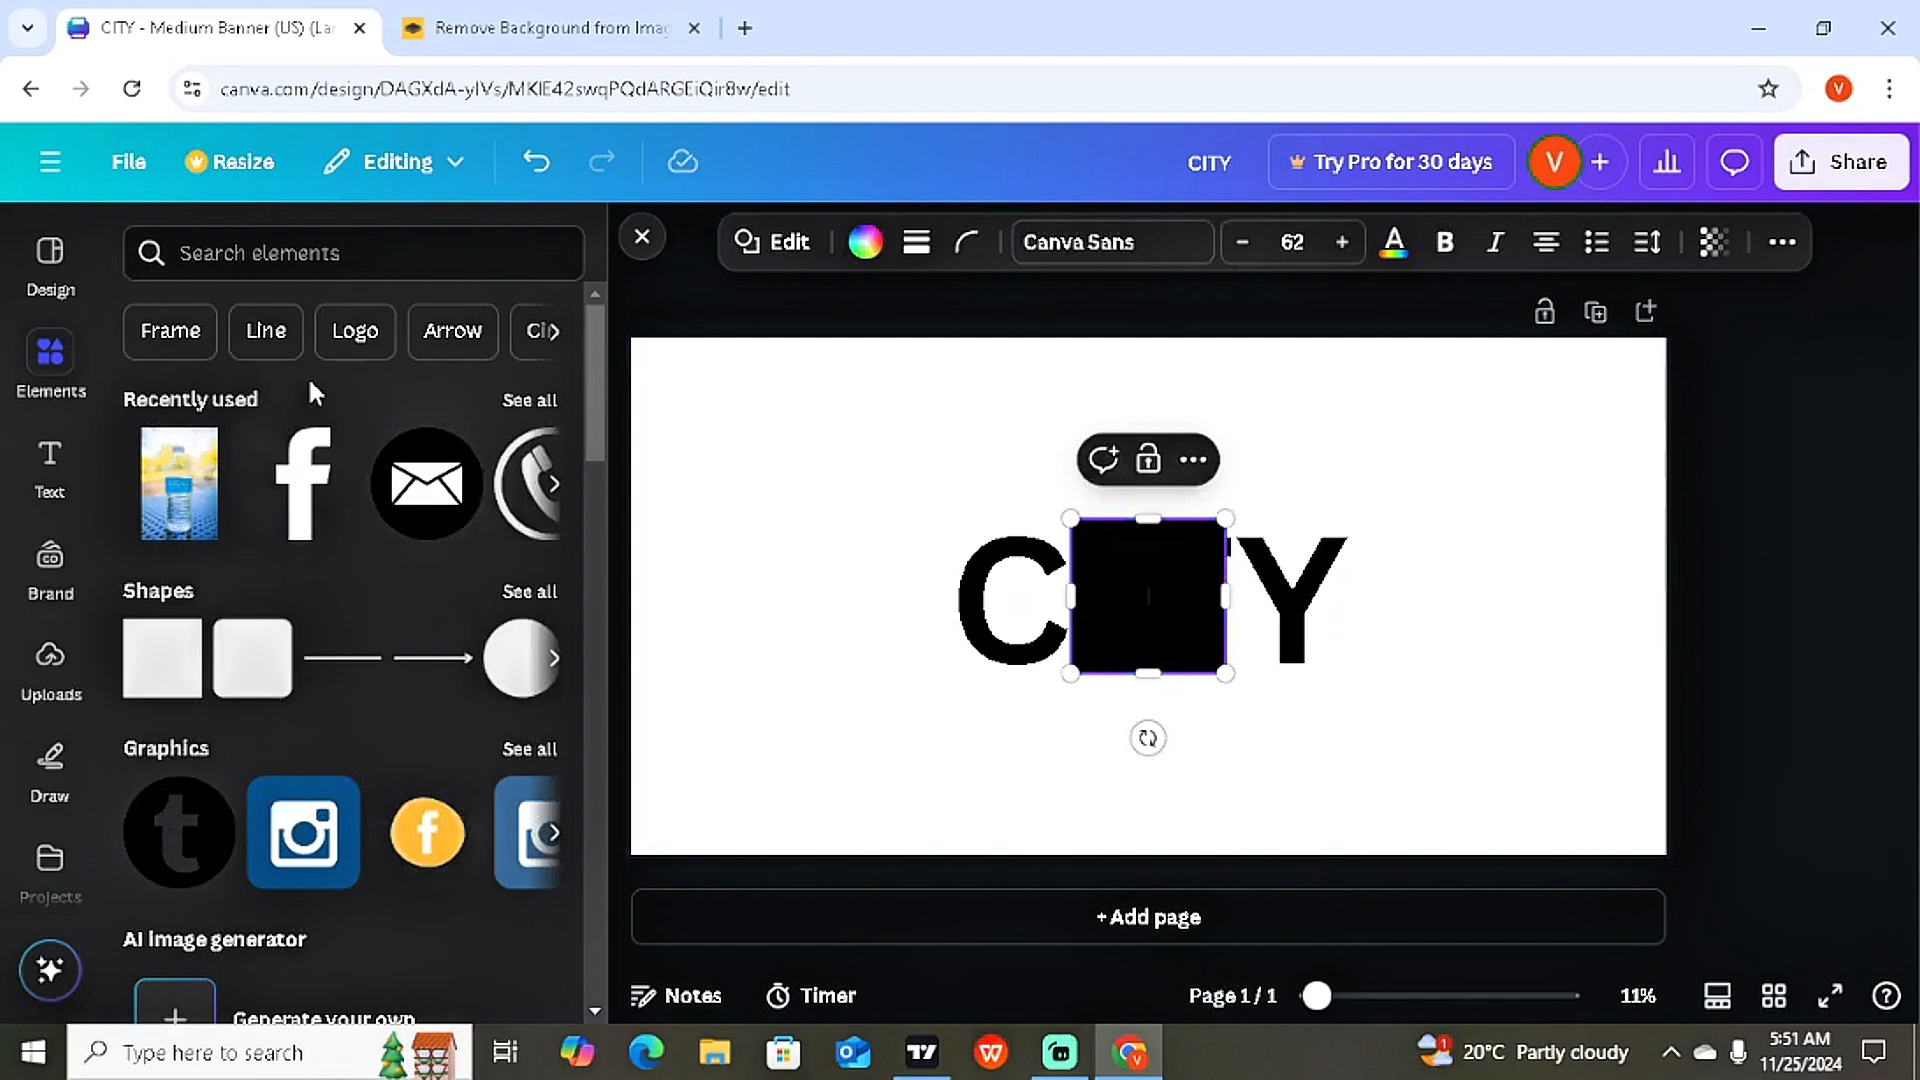 CITY - Medium Banner (US) (La
Remove Background from Imag
canva.com/design/DAGXdA-yIVs/MKIE42swqPQdARGEiQir8w/edit
File
Resize
Editing
CITY
Try Pro for 30 days
V
Share
Design
Elements
Text
Brand
Uploads
Draw
Projects
Search elements
Frame
Line
Logo
Arrow
Cir
Recently used
See all
Shapes
See all
Graphics
See all
AI image generator
Generate your own
Edit
Canva Sans
62
C Y
+ Add page
Notes
Timer
Page 1 / 1
11%
Type here to search
20°C Partly cloudy
5:51 AM
11/25/2024